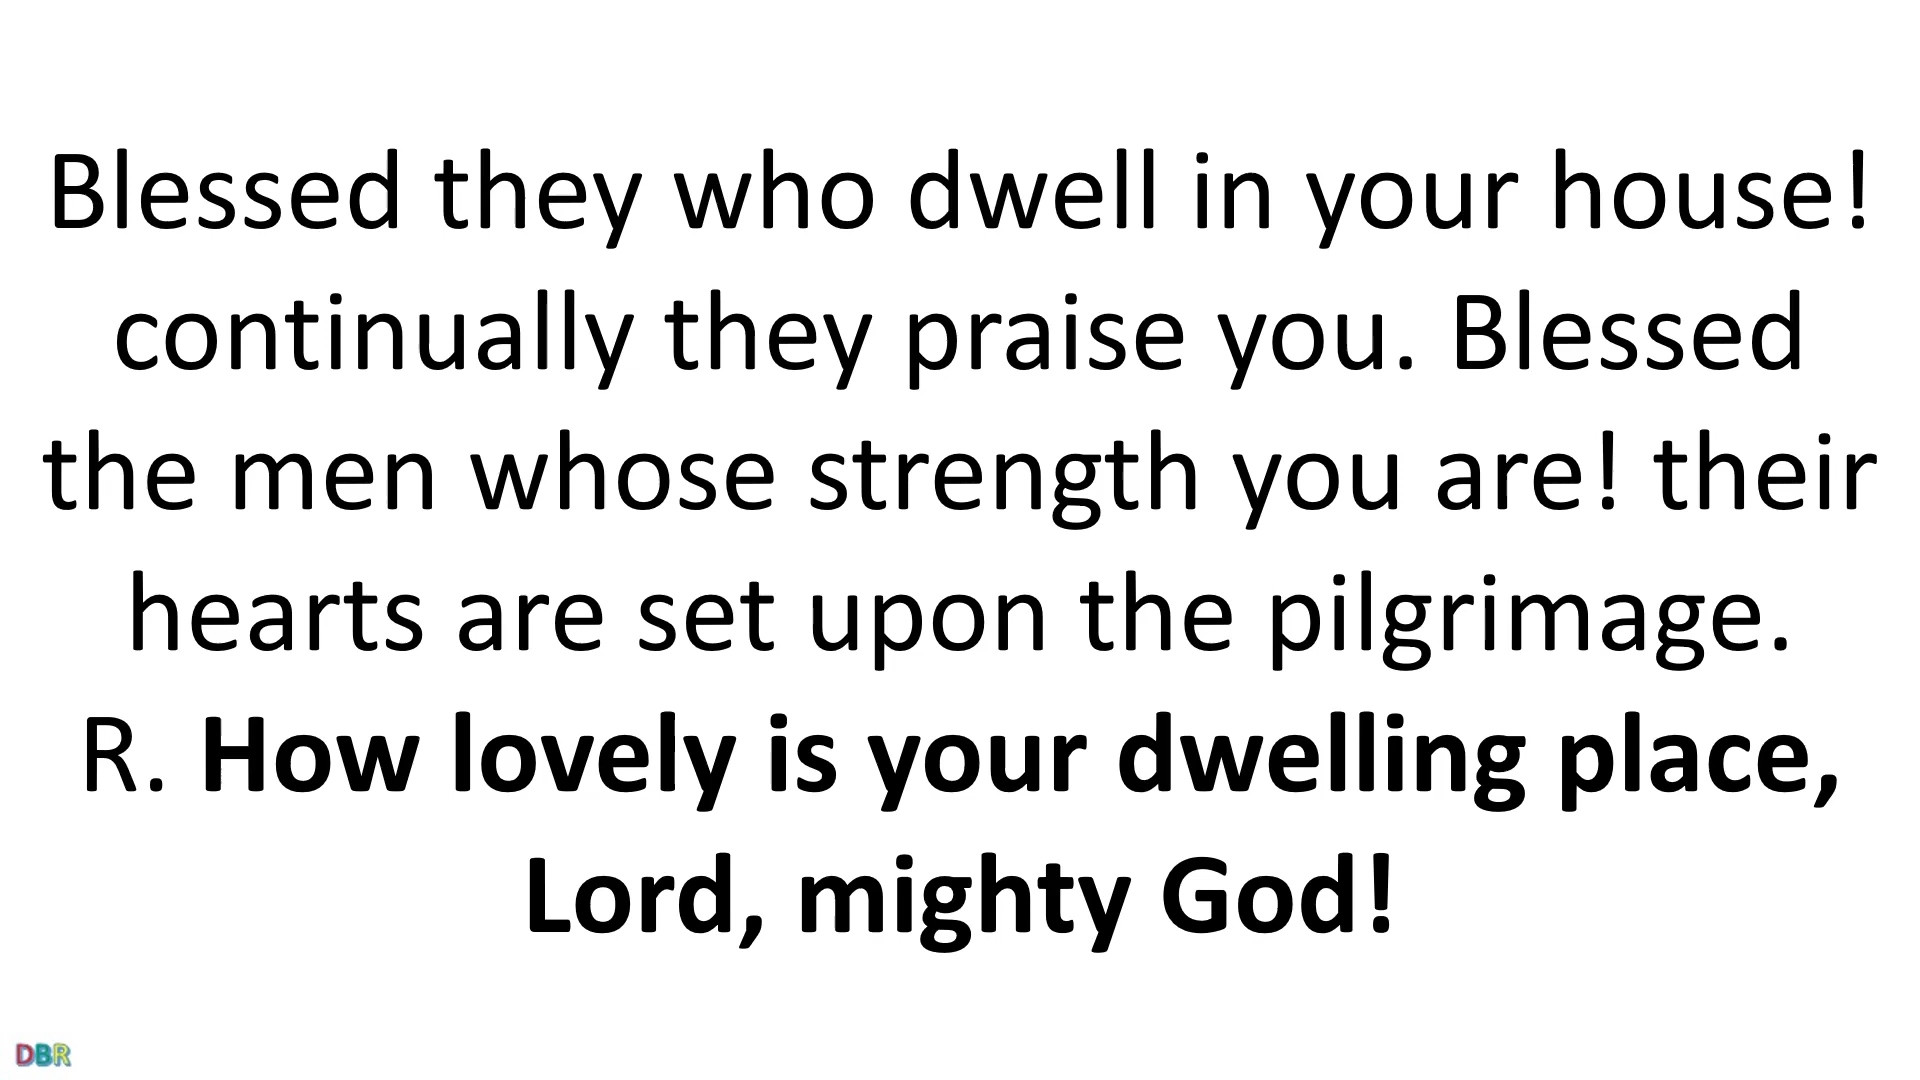 Blessed they who dwell in your house!
continually they praise you. Blessed
the men whose strength you are! their
hearts are set upon the pilgrimage.
R. How lovely is your dwelling place,
Lord, mighty God!
DBR